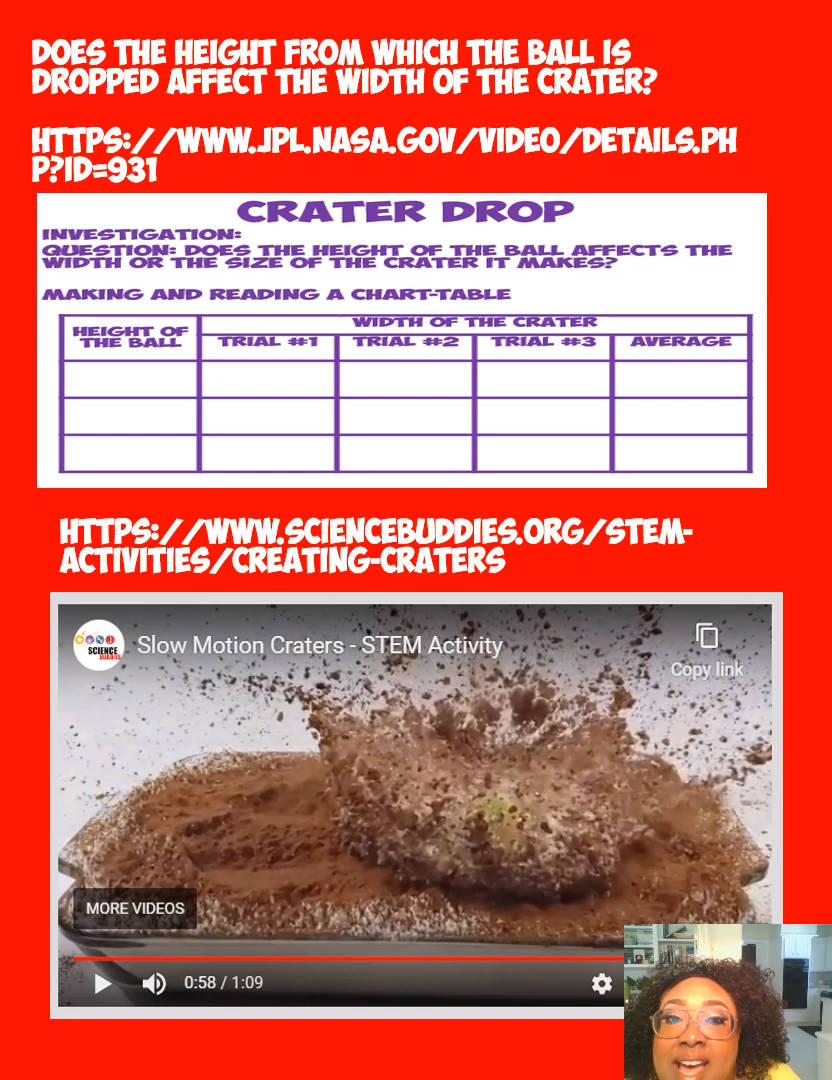 DOES THE HEIGHT FROM WHICH THE BALL IS
DROPPED AFFECT THE WIDTH OF THE CRATER?
HTTPS://WWW.JPL.NASA.GOV/VIDEO/DETAILS.PH
P?ID=931
CRATER DROP
INVESTIGATION:
QUESTION: DOES THE HEIGHT OF THE BALL AFFECTS THE
WIDTH OR THE SIZE OF THE CRATER IT MAKES?
MAKING AND READING A CHART-TABLE
HEIGHT OF
THE BALL
WIDTH OF THE CRATER
TRIAL #1 TRIAL #2 TRIAL #3 AVERAGE
HTTPS://WWW.SCIENCEBUDDIES.ORG/STEM-
ACTIVITIES/CREATING-CRATERS
SCIENCE
BUDDIES
Slow Motion Craters - STEM Activity
Copy link
MORE VIDEOS
0:58 / 1:09